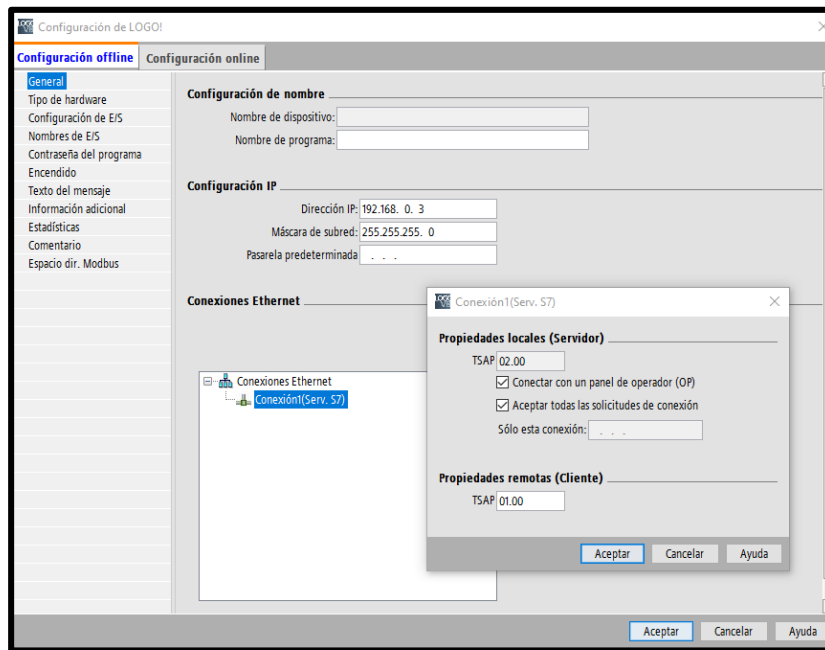 Configuración de LOGO!
Configuración offline Configuración online
General
Tipo de hardware
Configuración de E/S
Nombres de E/S
Contraseña del programa
Encendido
Texto del mensaje
Información adicional
Estadísticas
Comentario
Espacio dir. Modbus
Configuración de nombre
Nombre de dispositivo:
Nombre de programa:
Configuración IP
Dirección IP: 192.168. 0. 3
Máscara de subred: 255.255.255. 0
Pasarela predeterminada . . .
Conexiones Ethernet
Conexiones Ethernet
Conexión1(Serv. S7)
Conexión1(Serv. S7)
Propiedades locales (Servidor)
TSAP 02.00
Conectar con un panel de operador (OP)
Aceptar todas las solicitudes de conexión
Sólo esta conexión: . . .
Propiedades remotas (Cliente)
TSAP 01.00
Aceptar Cancelar Ayuda
Aceptar Cancelar Ayuda